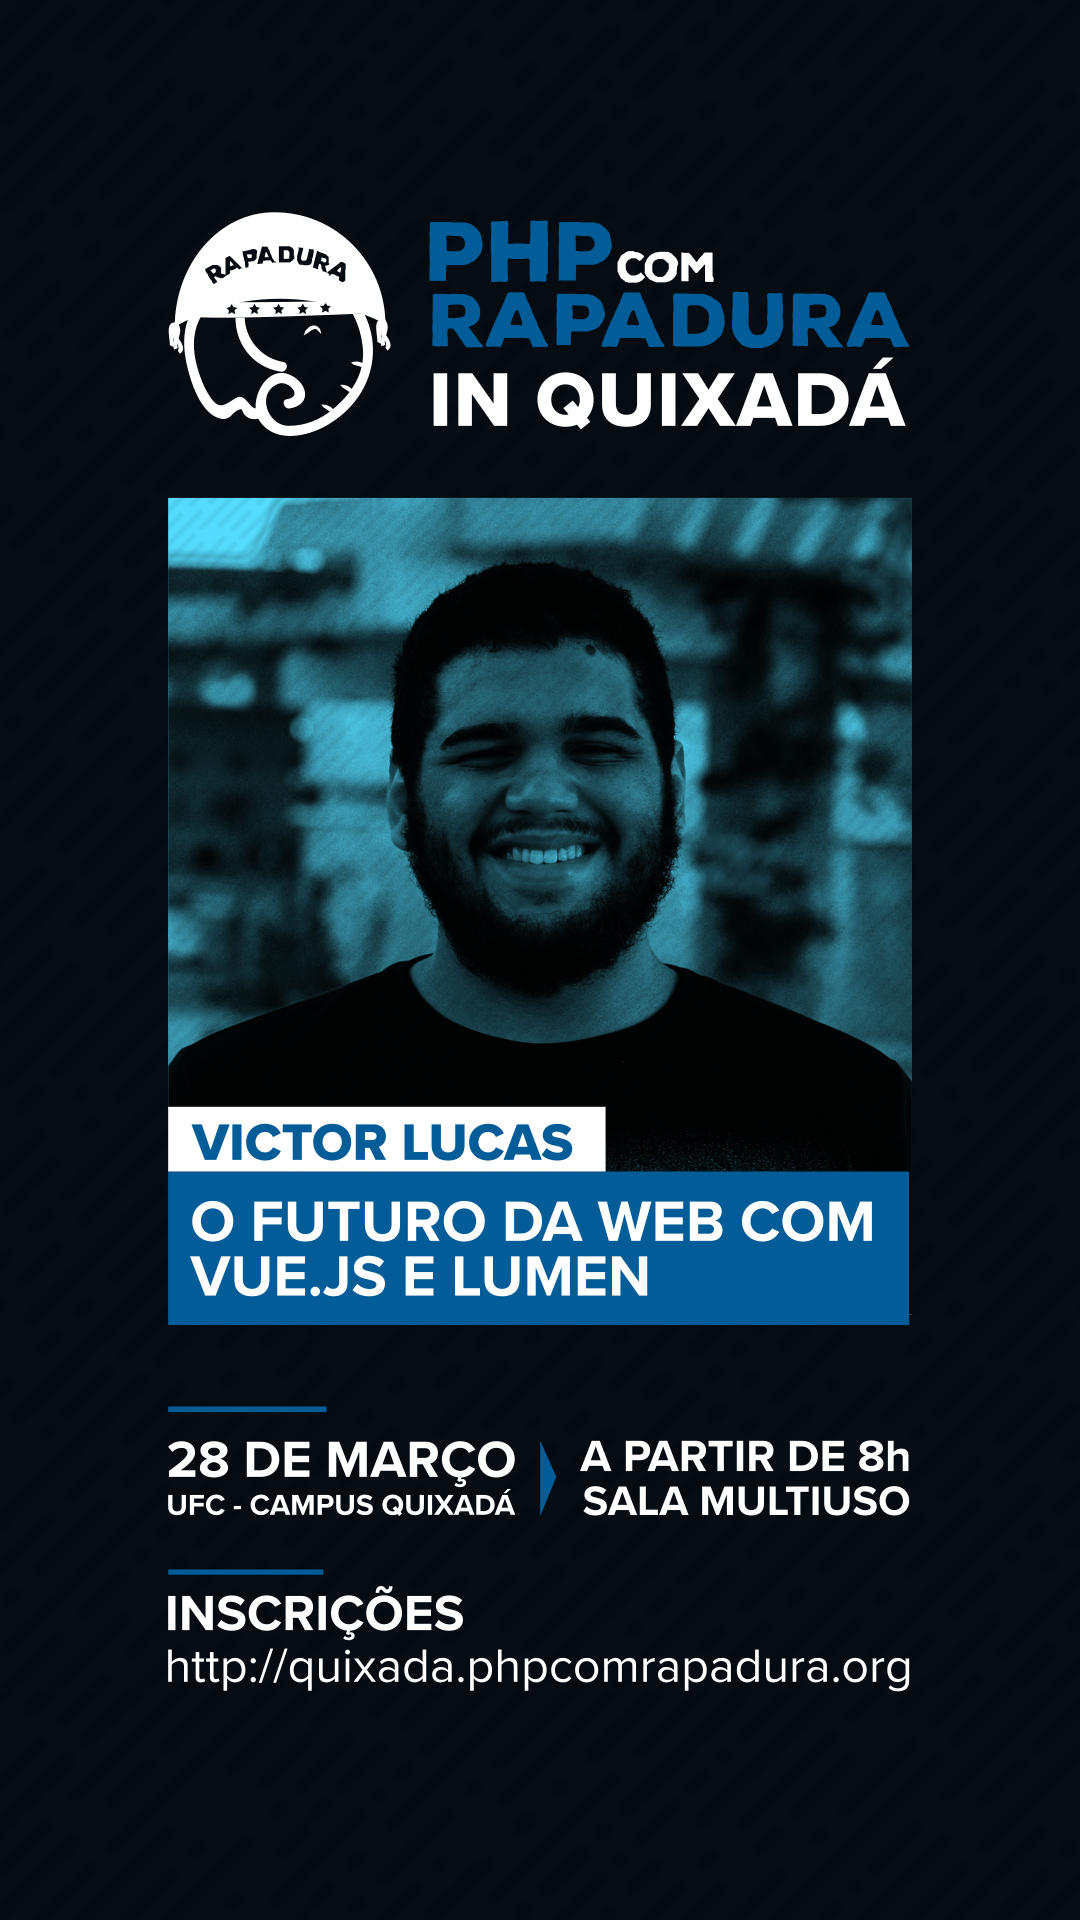 RAPADURA
PHP COM
RAPADURA
IN QUIXADÁ
VICTOR LUCAS
O FUTURO DA WEB COM
VUE.JS E LUMEN
28 DE MARÇO
UFC - CAMPUS QUIXADÁ
A PARTIR DE 8h
SALA MULTIUSO
INSCRIÇÕES
http://quixada.phpcomrapadura.org